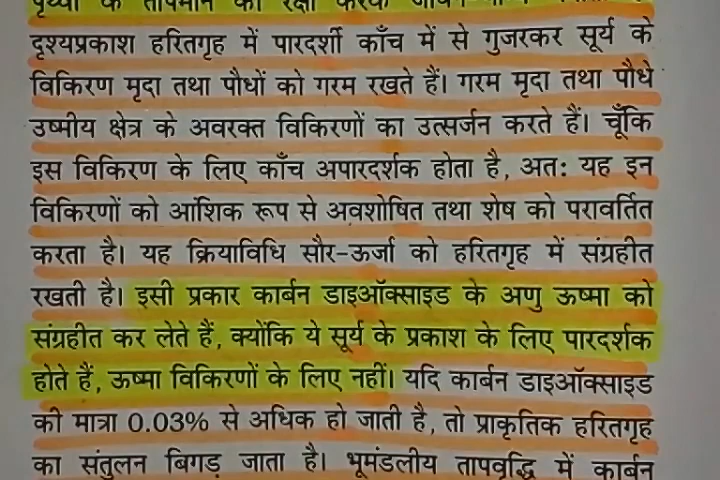 पृथ्वी के तापमान की रक्षा करके
दृश्यप्रकाश हरितगृह में पारदर्शी काँच में से गुजरकर सूर्य के
विकिरण मृदा तथा पौधों को गरम रखते हैं। गरम मृदा तथा पौधे
उष्मीय क्षेत्र के अवरक्त विकिरणों का उत्सर्जन करते हैं। चूँकि
इस विकिरण के लिए काँच अपारदर्शक होता है, अतः यह इन
विकिरणों को आंशिक रूप से अवशोषित तथा शेष को परावर्तित
करता है। यह क्रियाविधि सौर-ऊर्जा को हरितगृह में संग्रहीत
रखती है। इसी प्रकार कार्बन डाइऑक्साइड के अणु ऊष्मा को
संग्रहीत कर लेते हैं, क्योंकि ये सूर्य के प्रकाश के लिए पारदर्शक
होते हैं, ऊष्मा विकिरणों के लिए नहीं। यदि कार्बन डाइऑक्साइड
की मात्रा 0.03% से अधिक हो जाती है, तो प्राकृतिक हरितगृह
का संतुलन बिगड़ जाता है। भूमंडलीय तापवृद्धि में कार्बन